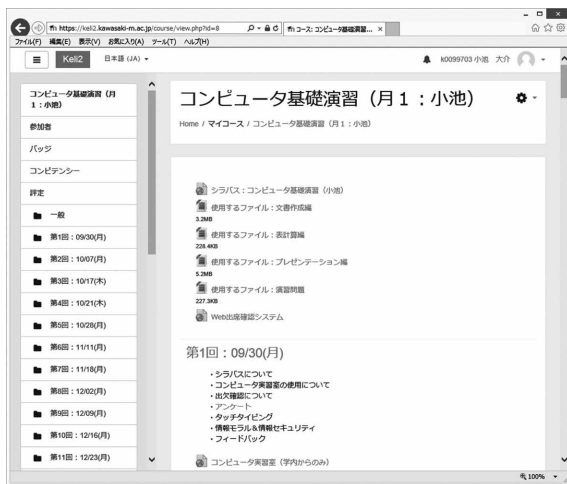 https://keli2.kawasaki-m.ac.jp/course/view.php?id=8
コース: コンピュータ基礎演習...
ファイル(F) 編集(E) 表示(V) お気に入り(A) ツール(T) ヘルプ(H)
Keli2
日本語 (JA)
k0099703 小池 大介
コンピュータ基礎演習 (月
1:小池)
参加者
バッジ
コンピテンシー
評定
一般
第1回:09/30(月)
第2回:10/07(月)
第3回:10/17(木)
第4回:10/21(木)
第5回:10/28(月)
第6回:11/11(月)
第7回:11/18(月)
第8回:12/02(月)
第9回:12/09(月)
第10回:12/16(月)
第11回:12/23(月)
コンピュータ基礎演習(月1:小池)
Home / マイコース / コンピュータ基礎演習(月1:小池)
シラバス:コンピュータ基礎演習(小池)
使用するファイル:文書作成編
3.2MB
使用するファイル:表計算編
228.4KB
使用するファイル:プレゼンテーション編
5.2MB
使用するファイル:演習問題
227.3KB
Web出席確認システム
第1回:09/30(月)
・シラバスについて
・コンピュータ実習室の使用について
・出欠確認について
・アンケート
・タッチタイピング
・情報モラル&情報セキュリティ
・フィードバック
コンピュータ実習室(学内からのみ)
100%